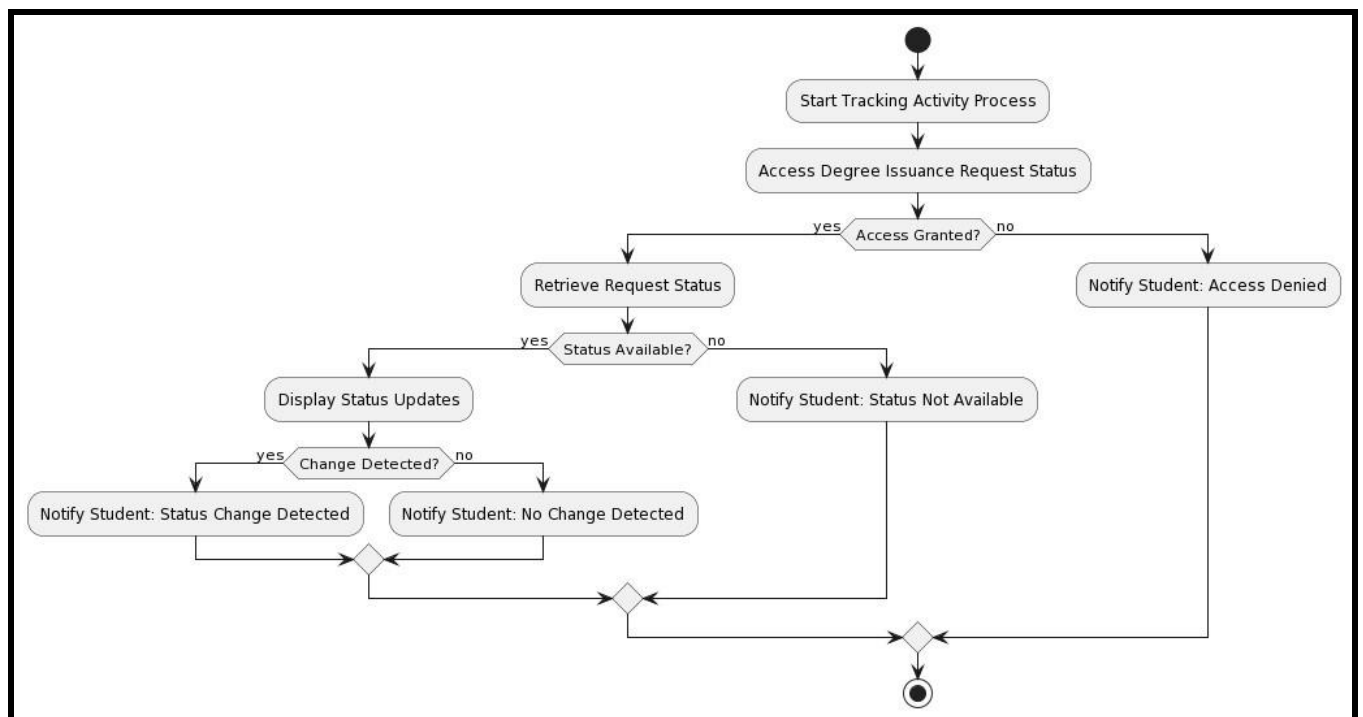 Start Tracking Activity Process
Access Degree Issuance Request Status
yes
Access Granted?
no
Retrieve Request Status
Notify Student: Access Denied
yes
Status Available?
no
Display Status Updates
Notify Student: Status Not Available
yes
Change Detected?
no
Notify Student: Status Change Detected
Notify Student: No Change Detected